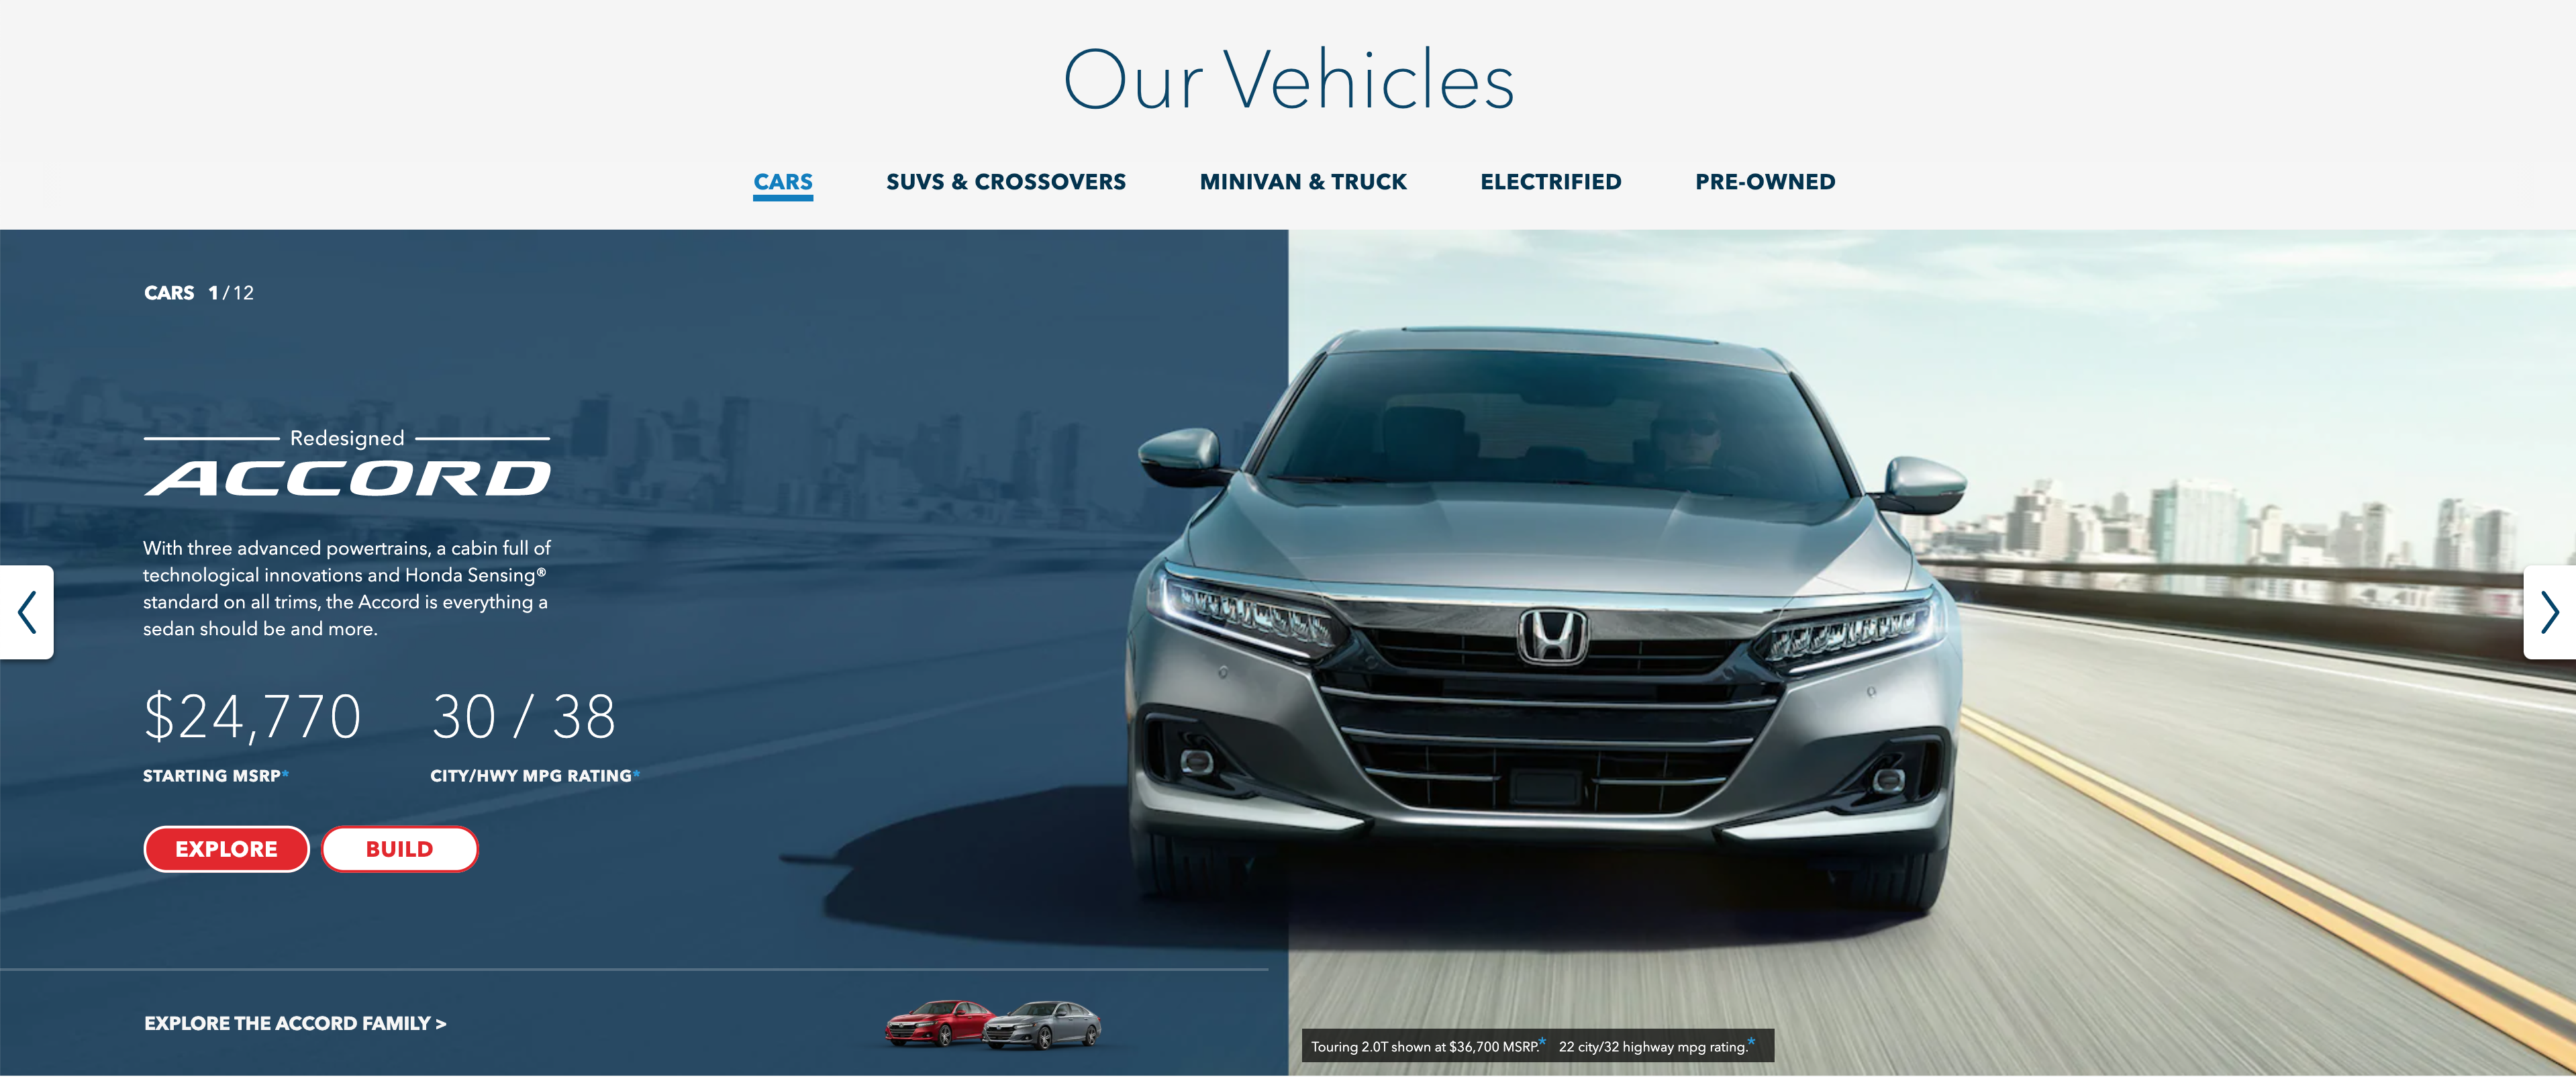 Our Vehicles
CARS
SUVS & CROSSOVERS
MINIVAN & TRUCK
ELECTRIFIED
PRE-OWNED
CARS 1 / 12
Redesigned
ACCORD
With three advanced powertrains, a cabin full of
technological innovations and Honda Sensing®
standard on all trims, the Accord is everything a
sedan should be and more.
$24,770
STARTING MSRP*
30 / 38
CITY/HWY MPG RATING*
EXPLORE
BUILD
EXPLORE THE ACCORD FAMILY >
Touring 2.0T shown at $36,700 MSRP.* 22 city/32 highway mpg rating.*